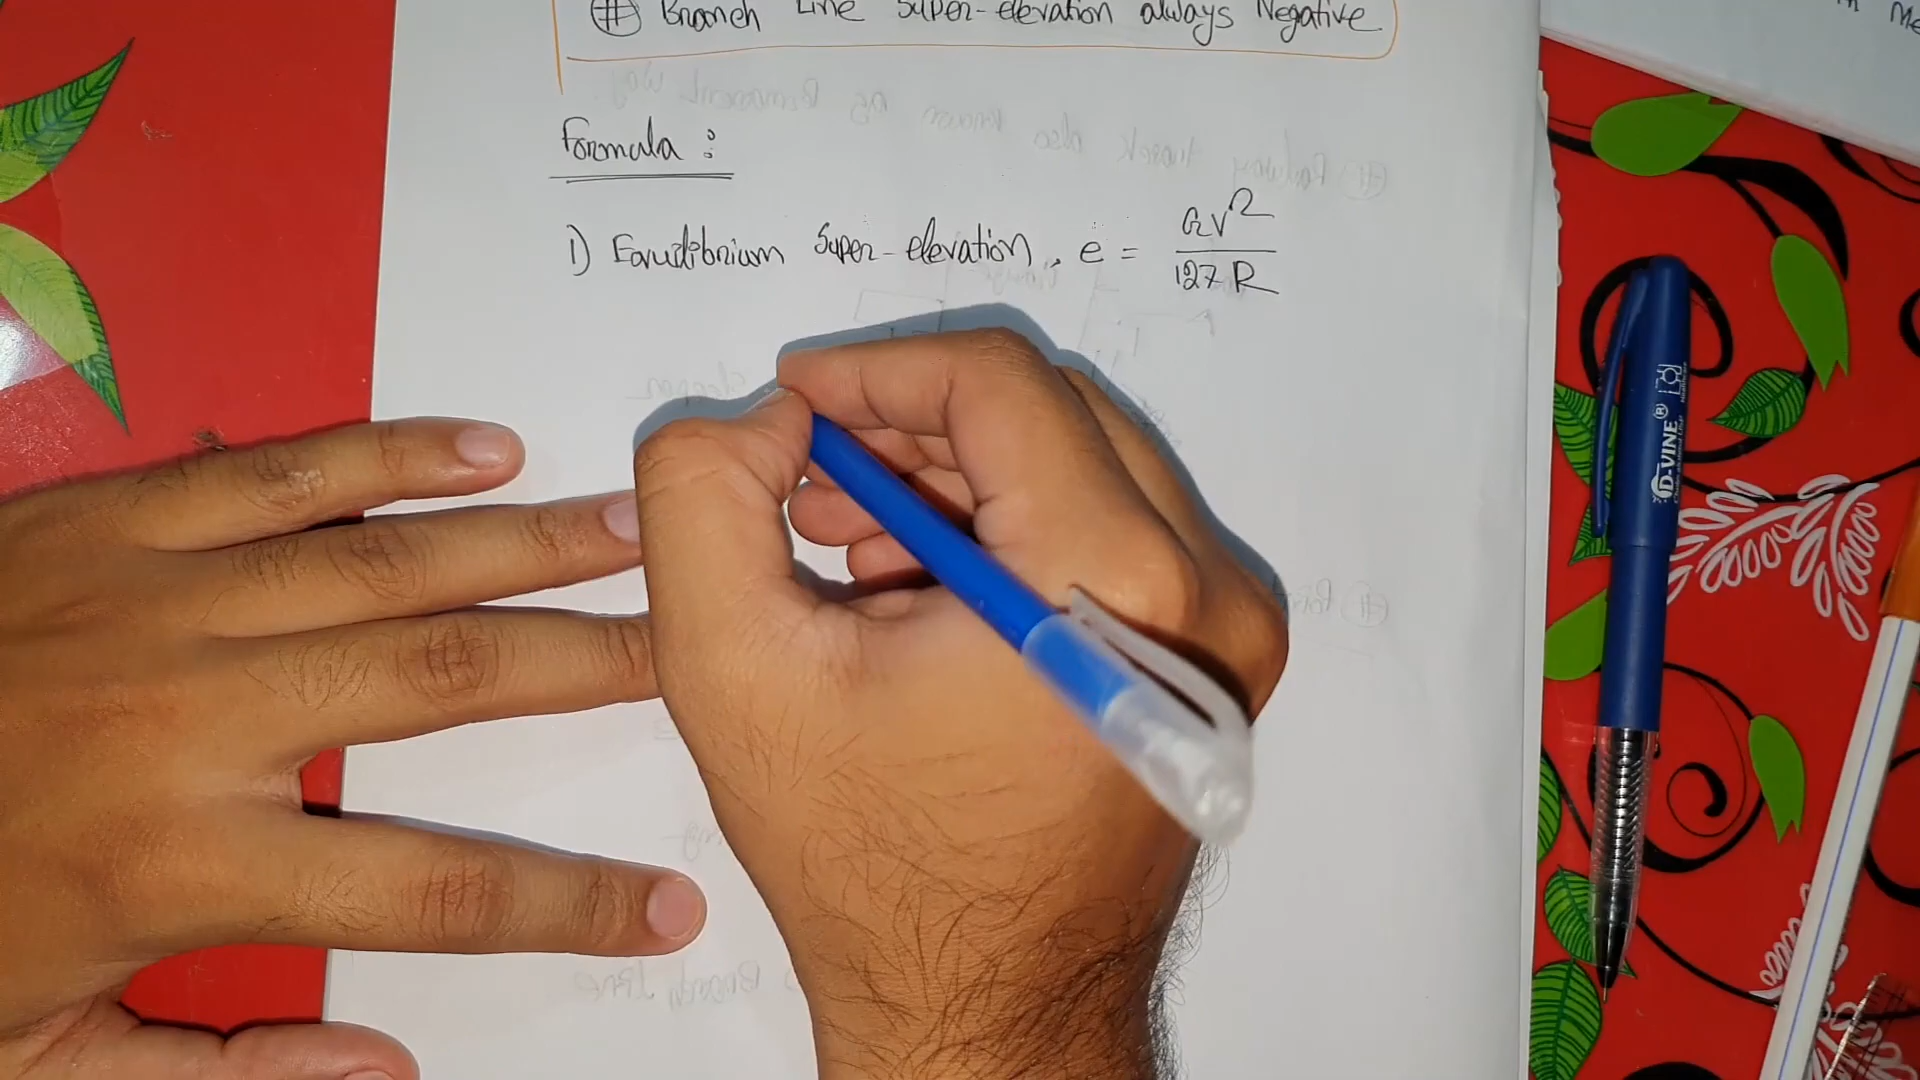 # Branch Line Super-elevation always Negative
Formula :
1) Equilibrium Super-elevation, e = GV²/127 R
D-VINE®